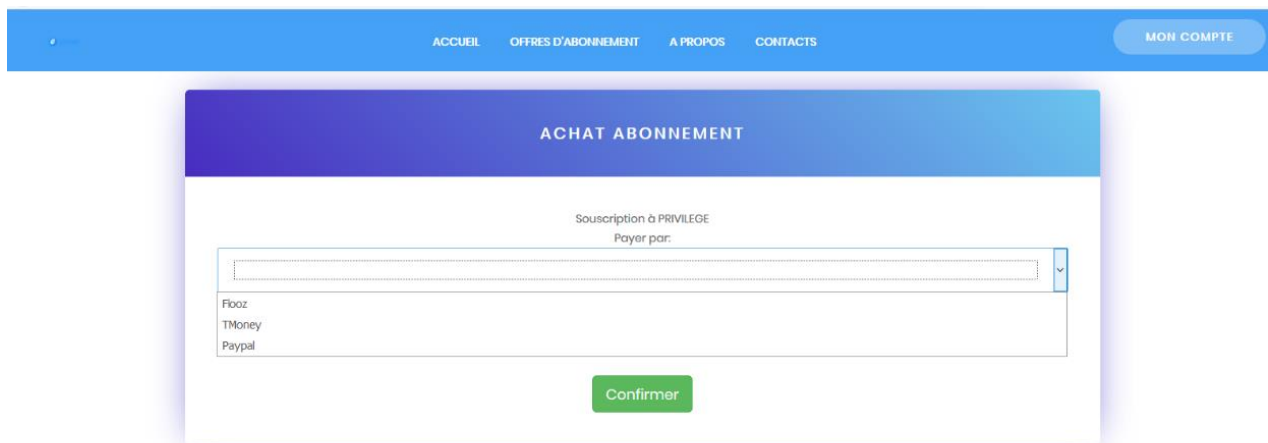 ACCUEIL OFFRES D'ABONNEMENT A PROPOS CONTACTS MON COMPTE
ACHAT ABONNEMENT
Souscription à PRIVILEGE
Payer par:
Flooz
TMoney
Paypal
Confirmer